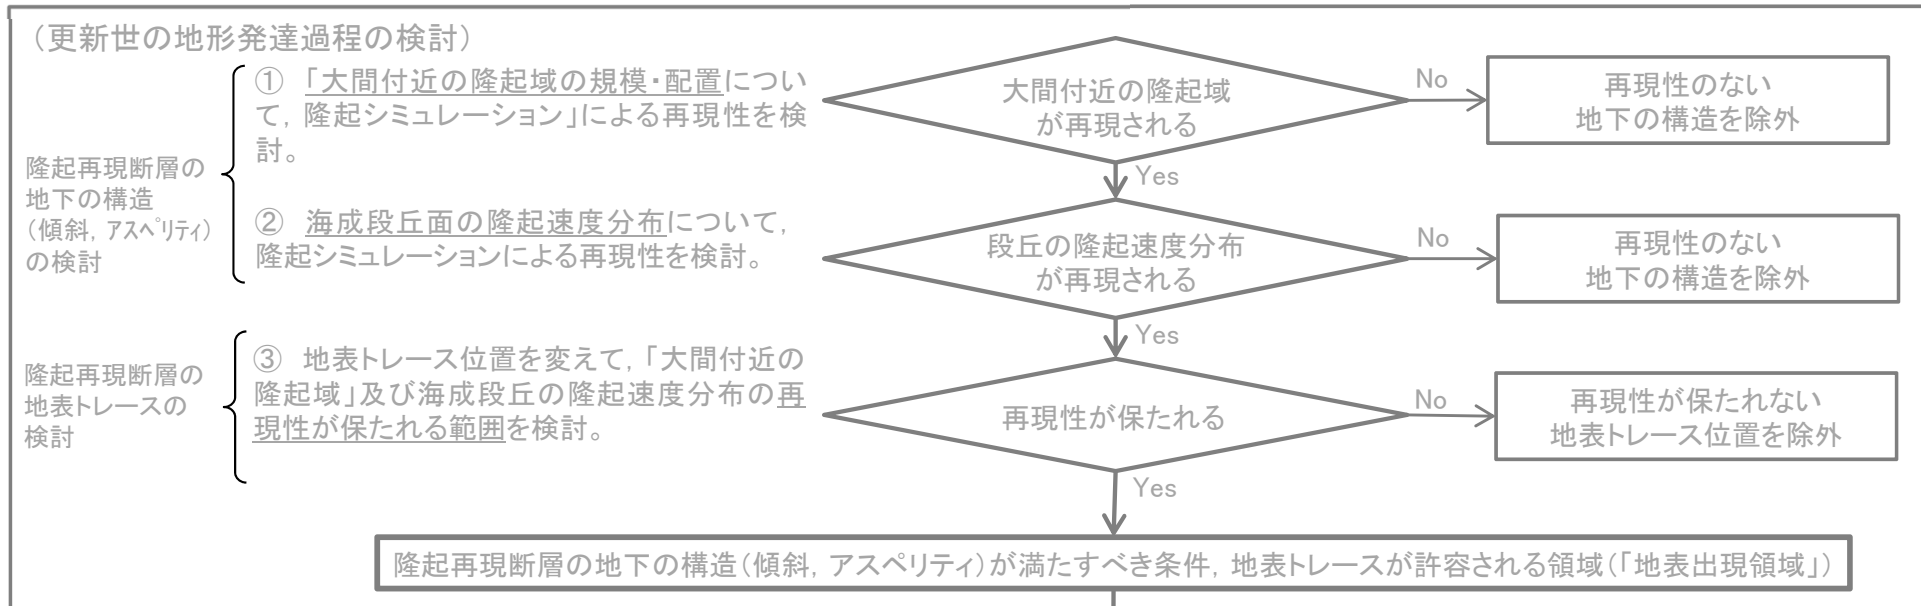 （更新世の地形発達過程の検討）
隆起再現断層の
地下の構造
（傾斜，アスペリティ）
の検討
①　「大間付近の隆起域の規模・配置につい
て，隆起シミュレーション」による再現性を検
討。
大間付近の隆起域
が再現される
No
再現性のない
地下の構造を除外
Yes
②　海成段丘面の隆起速度分布について，
隆起シミュレーションによる再現性を検討。
段丘の隆起速度分布
が再現される
No
再現性のない
地下の構造を除外
Yes
隆起再現断層の
地表トレースの
検討
③　地表トレース位置を変えて，「大間付近の
隆起域」及び海成段丘の隆起速度分布の再
現性が保たれる範囲を検討。
再現性が保たれる
No
再現性が保たれない
地表トレース位置を除外
Yes
隆起再現断層の地下の構造（傾斜，アスペリティ）が満たすべき条件，地表トレースが許容される領域（「地表出現領域」）